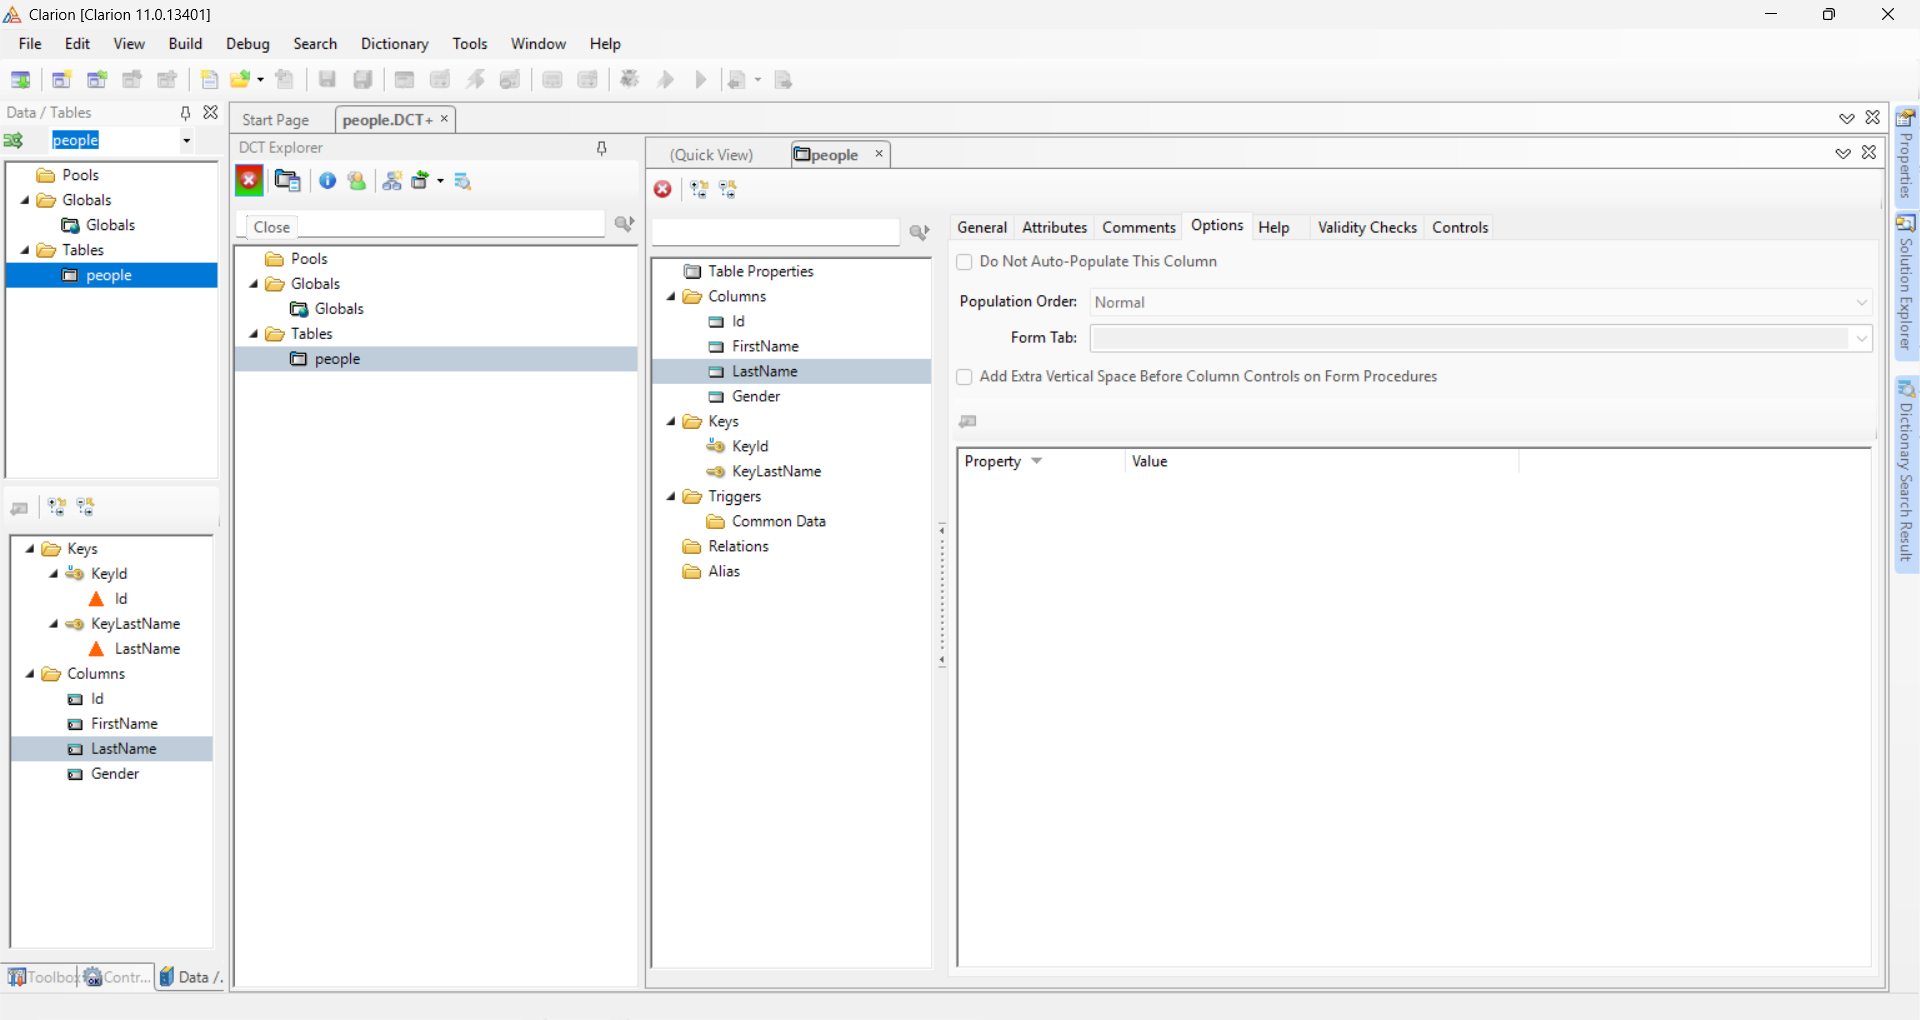 Clarion [Clarion 11.0.13401]
File Edit View Build Debug Search Dictionary Tools Window Help
Data / Tables
people
Pools
Globals
Globals
Tables
people
Keys
KeyId
Id
KeyLastName
LastName
Columns
Id
FirstName
LastName
Gender
Toolbox Contr... Data /.
Start Page people.DCT+
DCT Explorer
Close
Pools
Globals
Globals
Tables
people
(Quick View) people
Table Properties
Columns
Id
FirstName
LastName
Gender
Keys
KeyId
KeyLastName
Triggers
Common Data
Relations
Alias
General Attributes Comments Options Help Validity Checks Controls
Do Not Auto-Populate This Column
Population Order: Normal
Form Tab:
Add Extra Vertical Space Before Column Controls on Form Procedures
Property Value
Properties
Solution Explorer
Dictionary Search Result